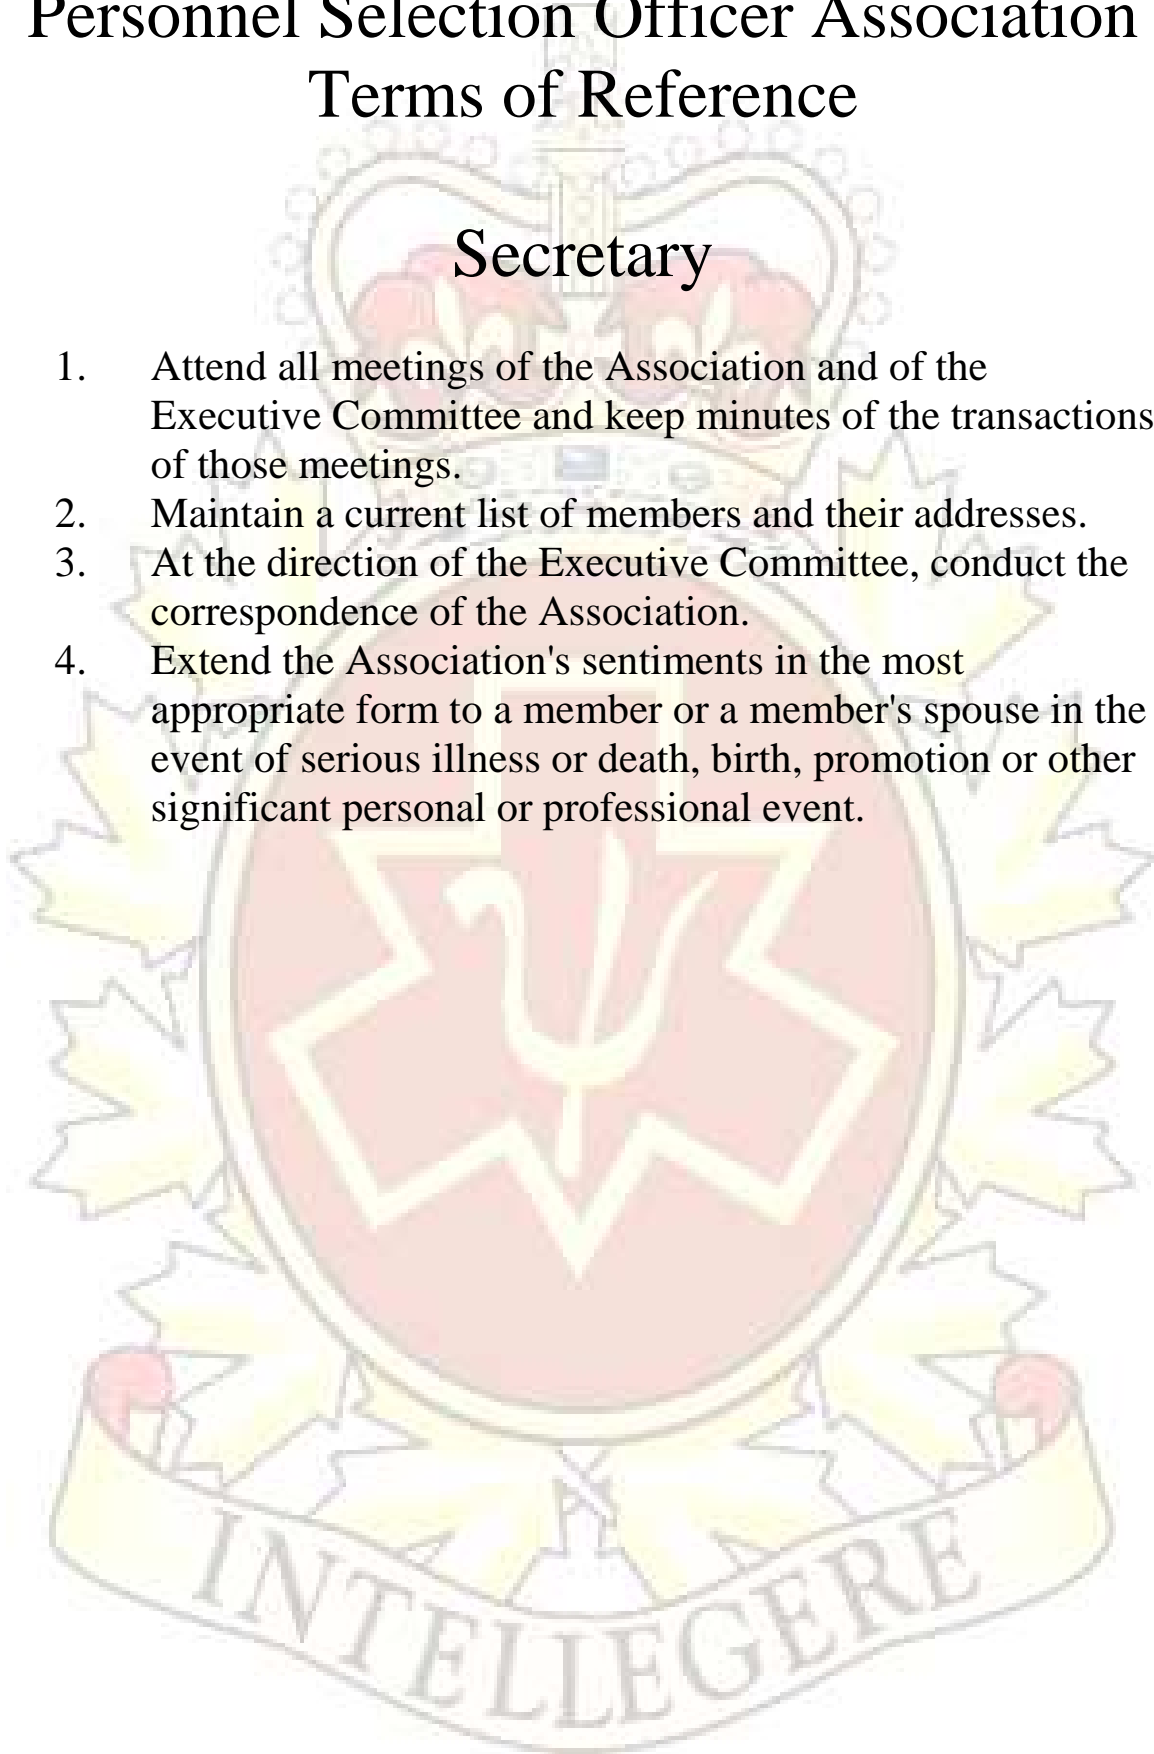 Personnel Selection Officer Association
Terms of Reference
Secretary
1. Attend all meetings of the Association and of the
Executive Committee and keep minutes of the transactions
of those meetings.
2. Maintain a current list of members and their addresses.
3. At the direction of the Executive Committee, conduct the
correspondence of the Association.
4. Extend the Association's sentiments in the most
appropriate form to a member or a member's spouse in the
event of serious illness or death, birth, promotion or other
significant personal or professional event.
INTELLEGERE